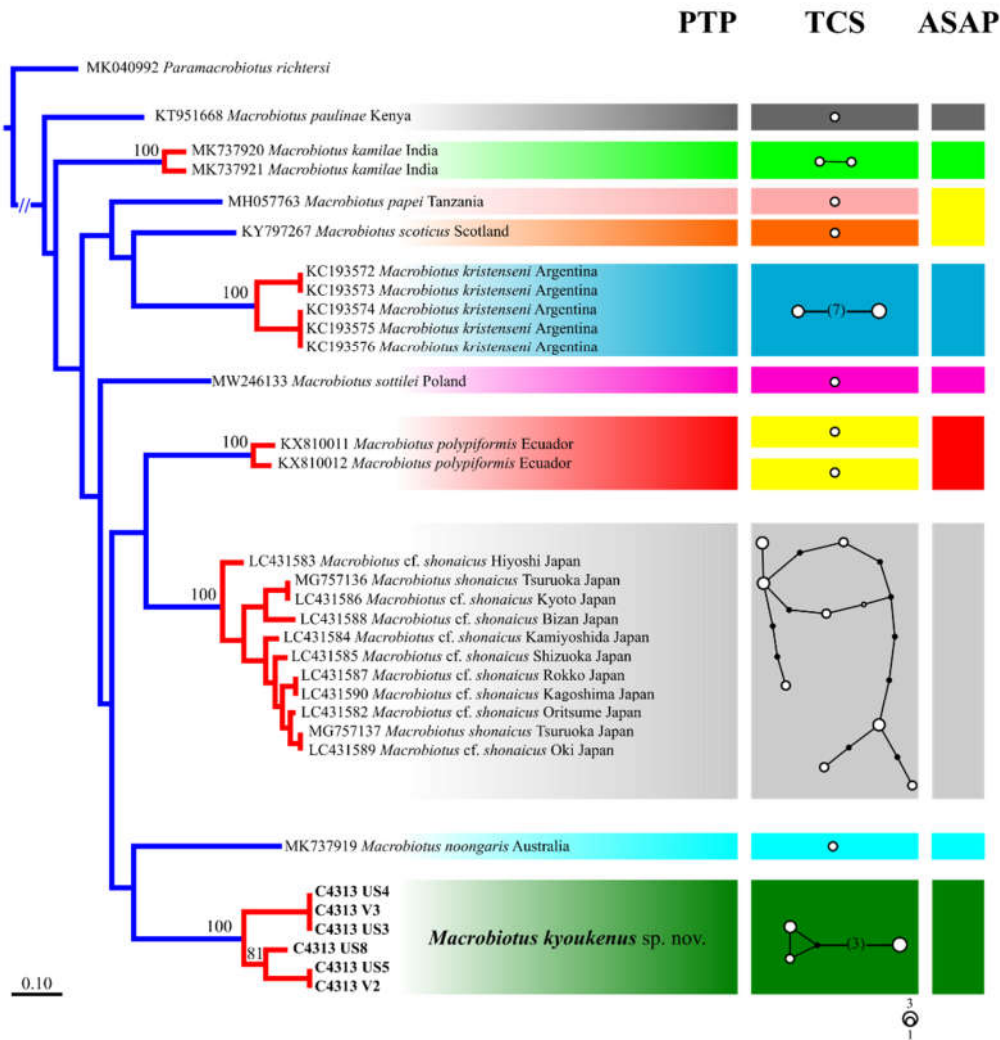 PTP TCS ASAP
MK040992 Paramacrobiotus richtersi
//
KT951668 Macrobiotus paulinae Kenya
100
MK737920 Macrobiotus kamilae India
MK737921 Macrobiotus kamilae India
MH057763 Macrobiotus papei Tanzania
KY797267 Macrobiotus scoticus Scotland
KC193572 Macrobiotus kristenseni Argentina
KC193573 Macrobiotus kristenseni Argentina
100
KC193574 Macrobiotus kristenseni Argentina
(7)
KC193575 Macrobiotus kristenseni Argentina
KC193576 Macrobiotus kristenseni Argentina
MW246133 Macrobiotus sottilei Poland
100
KX810011 Macrobiotus polypiformis Ecuador
KX810012 Macrobiotus polypiformis Ecuador
LC431583 Macrobiotus cf. shonaicus Hiyoshi Japan
MG757136 Macrobiotus shonaicus Tsuruoka Japan
100
LC431586 Macrobiotus cf. shonaicus Kyoto Japan
LC431588 Macrobiotus cf. shonaicus Bizan Japan
LC431584 Macrobiotus cf. shonaicus Kamiyoshida Japan
LC431585 Macrobiotus cf. shonaicus Shizuoka Japan
LC431587 Macrobiotus cf. shonaicus Rokko Japan
LC431590 Macrobiotus cf. shonaicus Kagoshima Japan
LC431582 Macrobiotus cf. shonaicus Oritsume Japan
MG757137 Macrobiotus shonaicus Tsuruoka Japan
LC431589 Macrobiotus cf. shonaicus Oki Japan
MK737919 Macrobiotus noongaris Australia
C4313 US4
C4313 V3
100
C4313 US3
Macrobiotus kyoukenus sp. nov.
(3)
81
C4313 US8
C4313 US5
C4313 V2
0.10
3
1